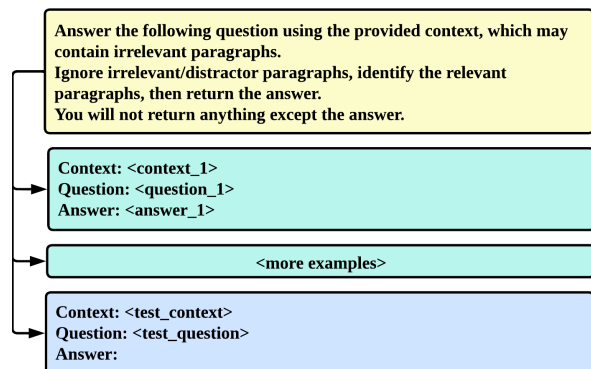 Answer the following question using the provided context, which may
contain irrelevant paragraphs.
Ignore irrelevant/distractor paragraphs, identify the relevant
paragraphs, then return the answer.
You will not return anything except the answer.
Context: <context_1>
Question: <question_1>
Answer: <answer_1>
<more examples>
Context: <test_context>
Question: <test_question>
Answer: